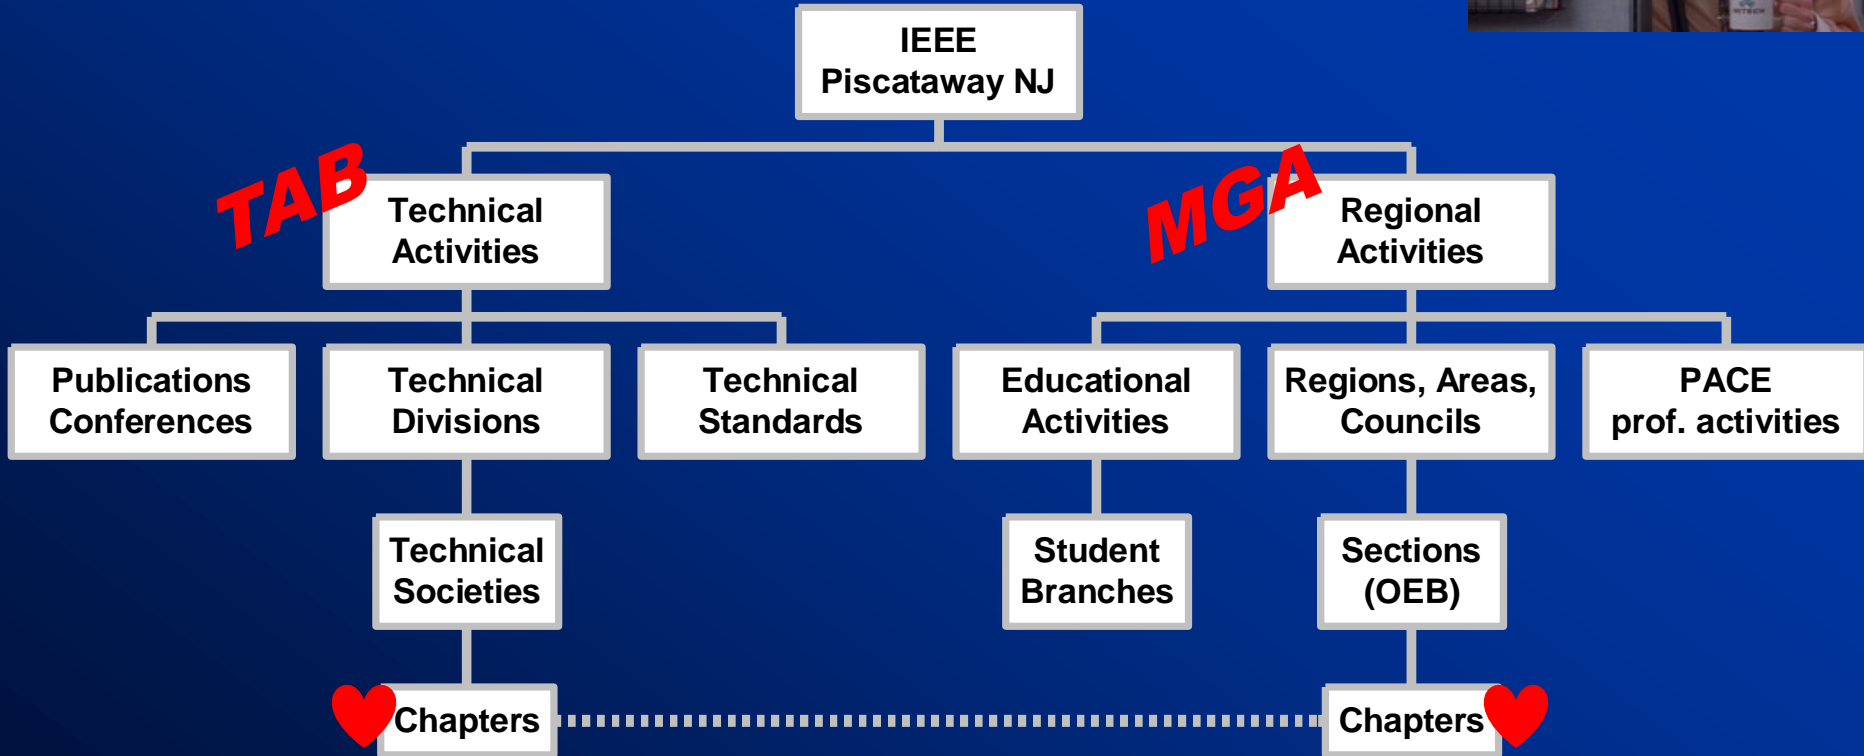 IEEE
Piscataway NJ
TAB
Technical
Activities
MGA
Regional
Activities
Publications
Conferences
Technical
Divisions
Technical
Standards
Educational
Activities
Regions, Areas,
Councils
PACE
prof. activities
Technical
Societies
Student
Branches
Sections
(OEB)
Chapters
Chapters